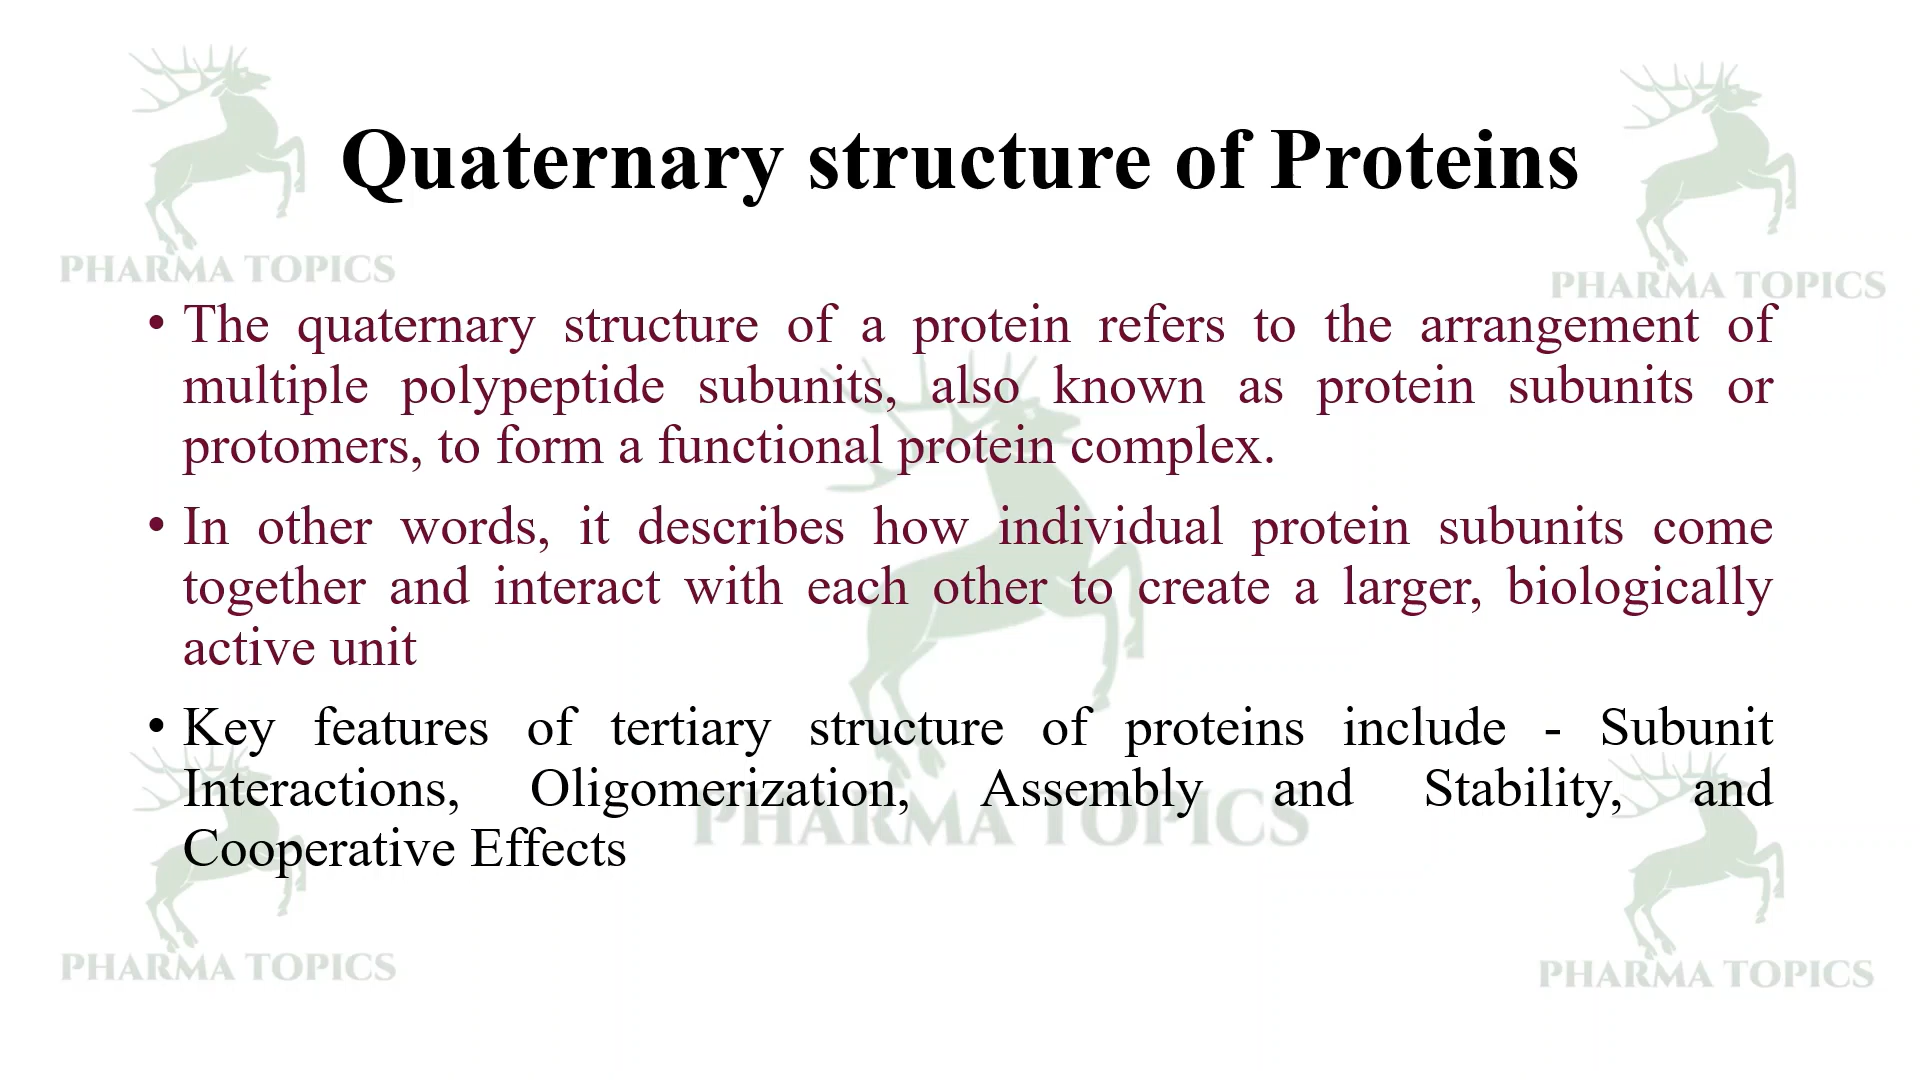 Quaternary structure of Proteins
PHARMA TOPICS
PHARMA TOPICS
• The quaternary structure of a protein refers to the arrangement of
multiple polypeptide subunits, also known as protein subunits or
protomers, to form a functional protein complex.
• In other words, it describes how individual protein subunits come
together and interact with each other to create a larger, biologically
active unit
• Key features of tertiary structure of proteins include - Subunit
Interactions, Oligomerization, Assembly and Stability, and
PHARMA TOPICS
Cooperative Effects
PHARMA TOPICS
PHARMA TOPICS